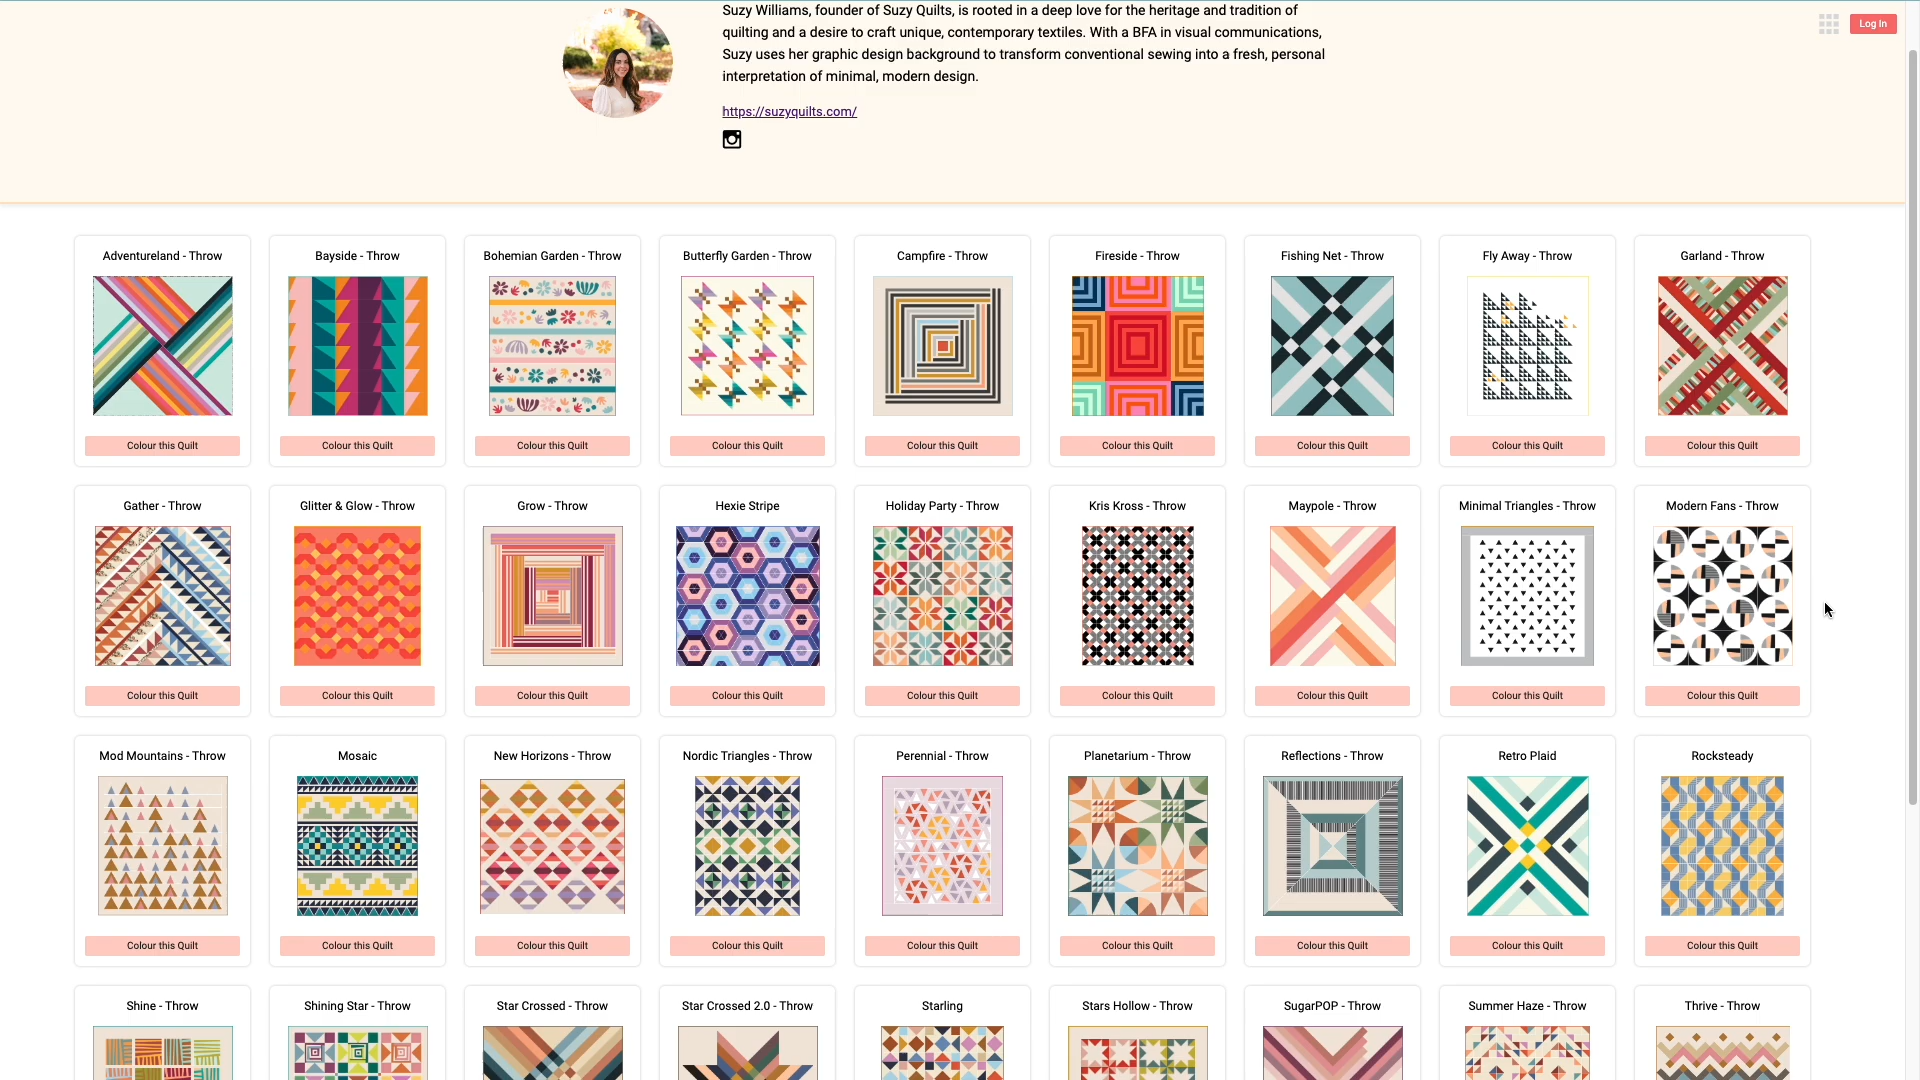 Suzy Williams, founder of Suzy Quilts, is rooted in a deep love for the heritage and tradition of
quilting and a desire to craft unique, contemporary textiles. With a BFA in visual communications,
Suzy uses her graphic design background to transform conventional sewing into a fresh, personal
interpretation of minimal, modern design.
https://suzyquilts.com/
Log In
Adventureland - Throw
Bayside - Throw
Bohemian Garden - Throw
Butterfly Garden - Throw
Campfire - Throw
Fireside - Throw
Fishing Net - Throw
Fly Away - Throw
Garland - Throw
Colour this Quilt
Colour this Quilt
Colour this Quilt
Colour this Quilt
Colour this Quilt
Colour this Quilt
Colour this Quilt
Colour this Quilt
Colour this Quilt
Gather - Throw
Glitter & Glow - Throw
Grow - Throw
Hexie Stripe
Holiday Party - Throw
Kris Kross - Throw
Maypole - Throw
Minimal Triangles - Throw
Modern Fans - Throw
Colour this Quilt
Colour this Quilt
Colour this Quilt
Colour this Quilt
Colour this Quilt
Colour this Quilt
Colour this Quilt
Colour this Quilt
Colour this Quilt
Mod Mountains - Throw
Mosaic
New Horizons - Throw
Nordic Triangles - Throw
Perennial - Throw
Planetarium - Throw
Reflections - Throw
Retro Plaid
Rocksteady
Colour this Quilt
Colour this Quilt
Colour this Quilt
Colour this Quilt
Colour this Quilt
Colour this Quilt
Colour this Quilt
Colour this Quilt
Colour this Quilt
Shine - Throw
Shining Star - Throw
Star Crossed - Throw
Star Crossed 2.0 - Throw
Starling
Stars Hollow - Throw
SugarPOP - Throw
Summer Haze - Throw
Thrive - Throw